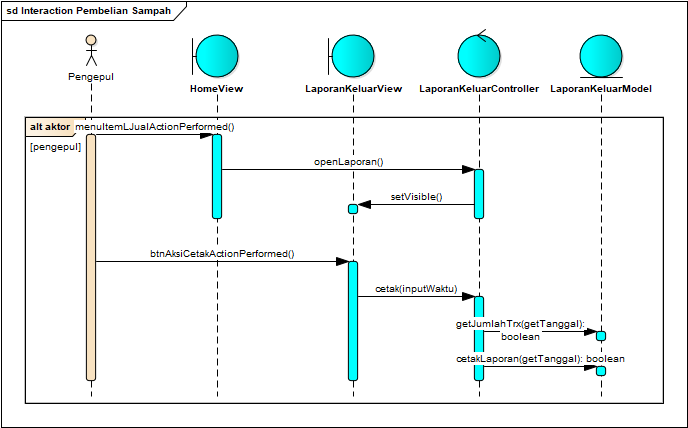 sd Interaction Pembelian Sampah
Pengepul
HomeView
LaporanKeluarView
LaporanKeluarController
LaporanKeluarModel
alt aktor
menuItemLJualActionPerformed()
[pengepul]
openLaporan()
setVisible()
btnAksiCetakActionPerformed()
cetak(inputWaktu)
getJumlahTrx(getTanggal):
boolean
cetakLaporan(getTanggal): boolean